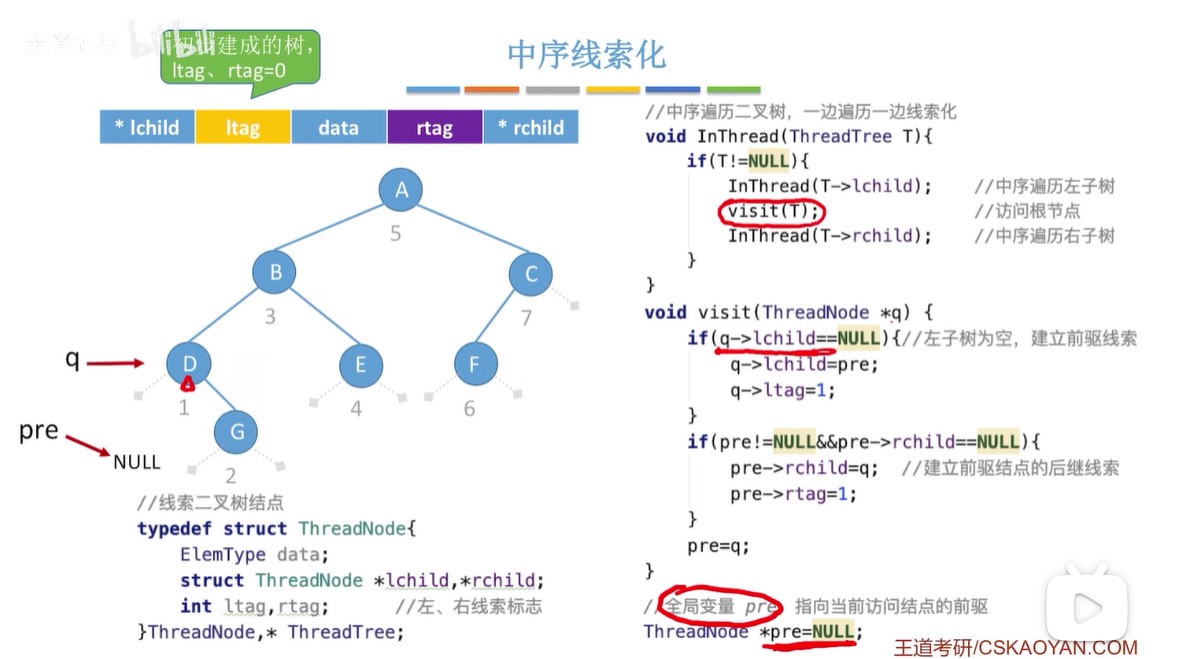 bilibili
初步建成的树，
ltag、rtag=0
中序线索化
* lchild ltag data rtag * rchild
A
5
B
C
3
7
q
D
E
F
1
4
6
pre
G
NULL
2
//线索二叉树结点
typedef struct ThreadNode{
ElemType data;
struct ThreadNode *lchild,*rchild;
int ltag,rtag; //左、右线索标志
}ThreadNode,* ThreadTree;
//中序遍历二叉树，一边遍历一边线索化
void InThread(ThreadTree T){
if(T!=NULL){
InThread(T->lchild); //中序遍历左子树
visit(T); //访问根节点
InThread(T->rchild); //中序遍历右子树
}
}
void visit(ThreadNode *q) {
if(q->lchild==NULL){//左子树为空，建立前驱线索
q->lchild=pre;
q->ltag=1;
}
if(pre!=NULL&&pre->rchild==NULL){
pre->rchild=q; //建立前驱结点的后继线索
pre->rtag=1;
}
pre=q;
}
//全局变量 pre 指向当前访问结点的前驱
ThreadNode *pre=NULL;
王道考研/CSKAOYAN.COM